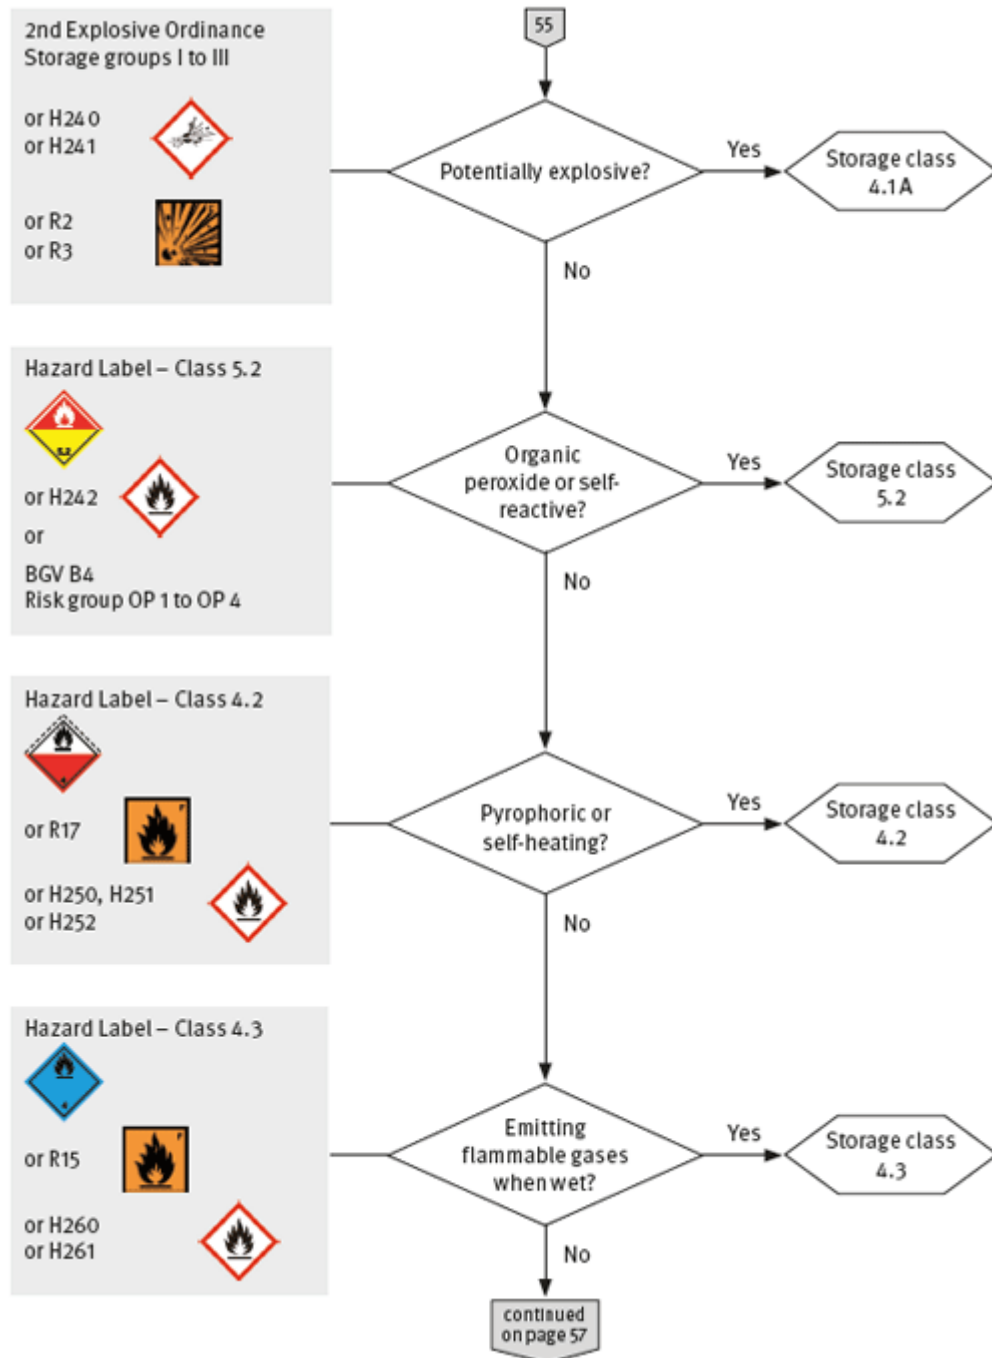 2nd Explosive Ordinance
Storage groups I to III
or H240
or H241
or R2
or R3
55
Potentially explosive?
Yes
Storage class
4.1A
No
Hazard Label – Class 5.2
or H242
or
BGV B4
Risk group OP 1 to OP 4
Organic
peroxide or self-
reactive?
Yes
Storage class
5.2
No
Hazard Label – Class 4.2
or R17
F
or H250, H251
or H252
Pyrophoric or
self-heating?
Yes
Storage class
4.2
No
Hazard Label – Class 4.3
4
or R15
F
or H260
or H261
Emitting
flammable gases
when wet?
Yes
Storage class
4.3
No
continued
on page 57